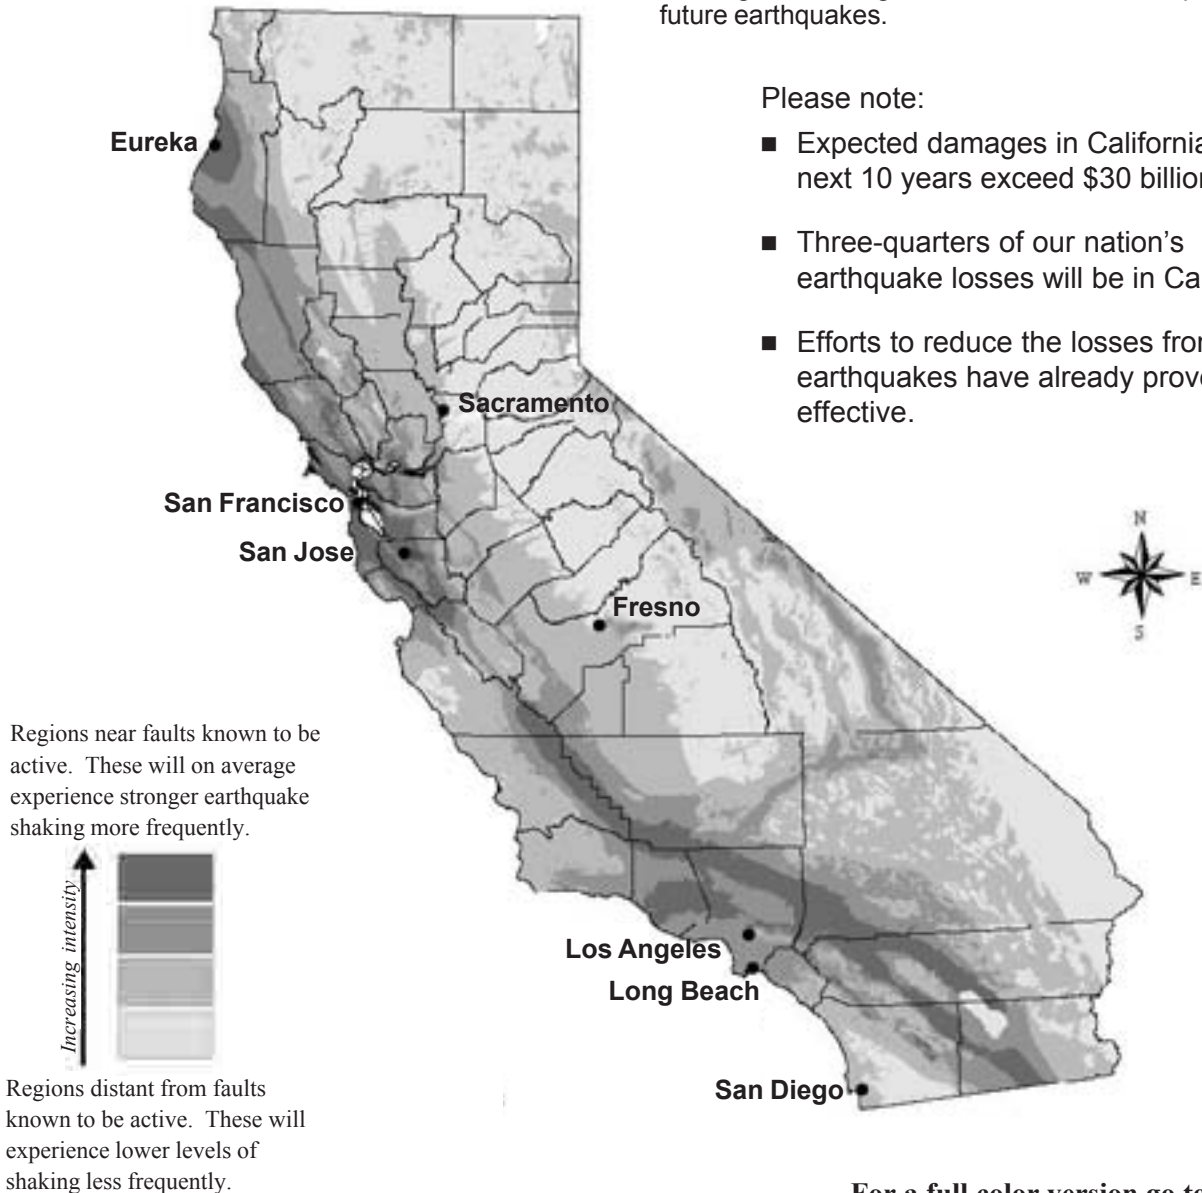 future earthquakes.
Please note:
■ Expected damages in California
next 10 years exceed $30 billion
■ Three-quarters of our nation’s
earthquake losses will be in Ca
■ Efforts to reduce the losses from
earthquakes have already prove
effective.
Eureka
Sacramento
San Francisco
San Jose
Fresno
N
W
E
S
Regions near faults known to be
active. These will on average
experience stronger earthquake
shaking more frequently.
Increasing intensity
Los Angeles
Long Beach
San Diego
Regions distant from faults
known to be active. These will
experience lower levels of
shaking less frequently.
For a full color version go to